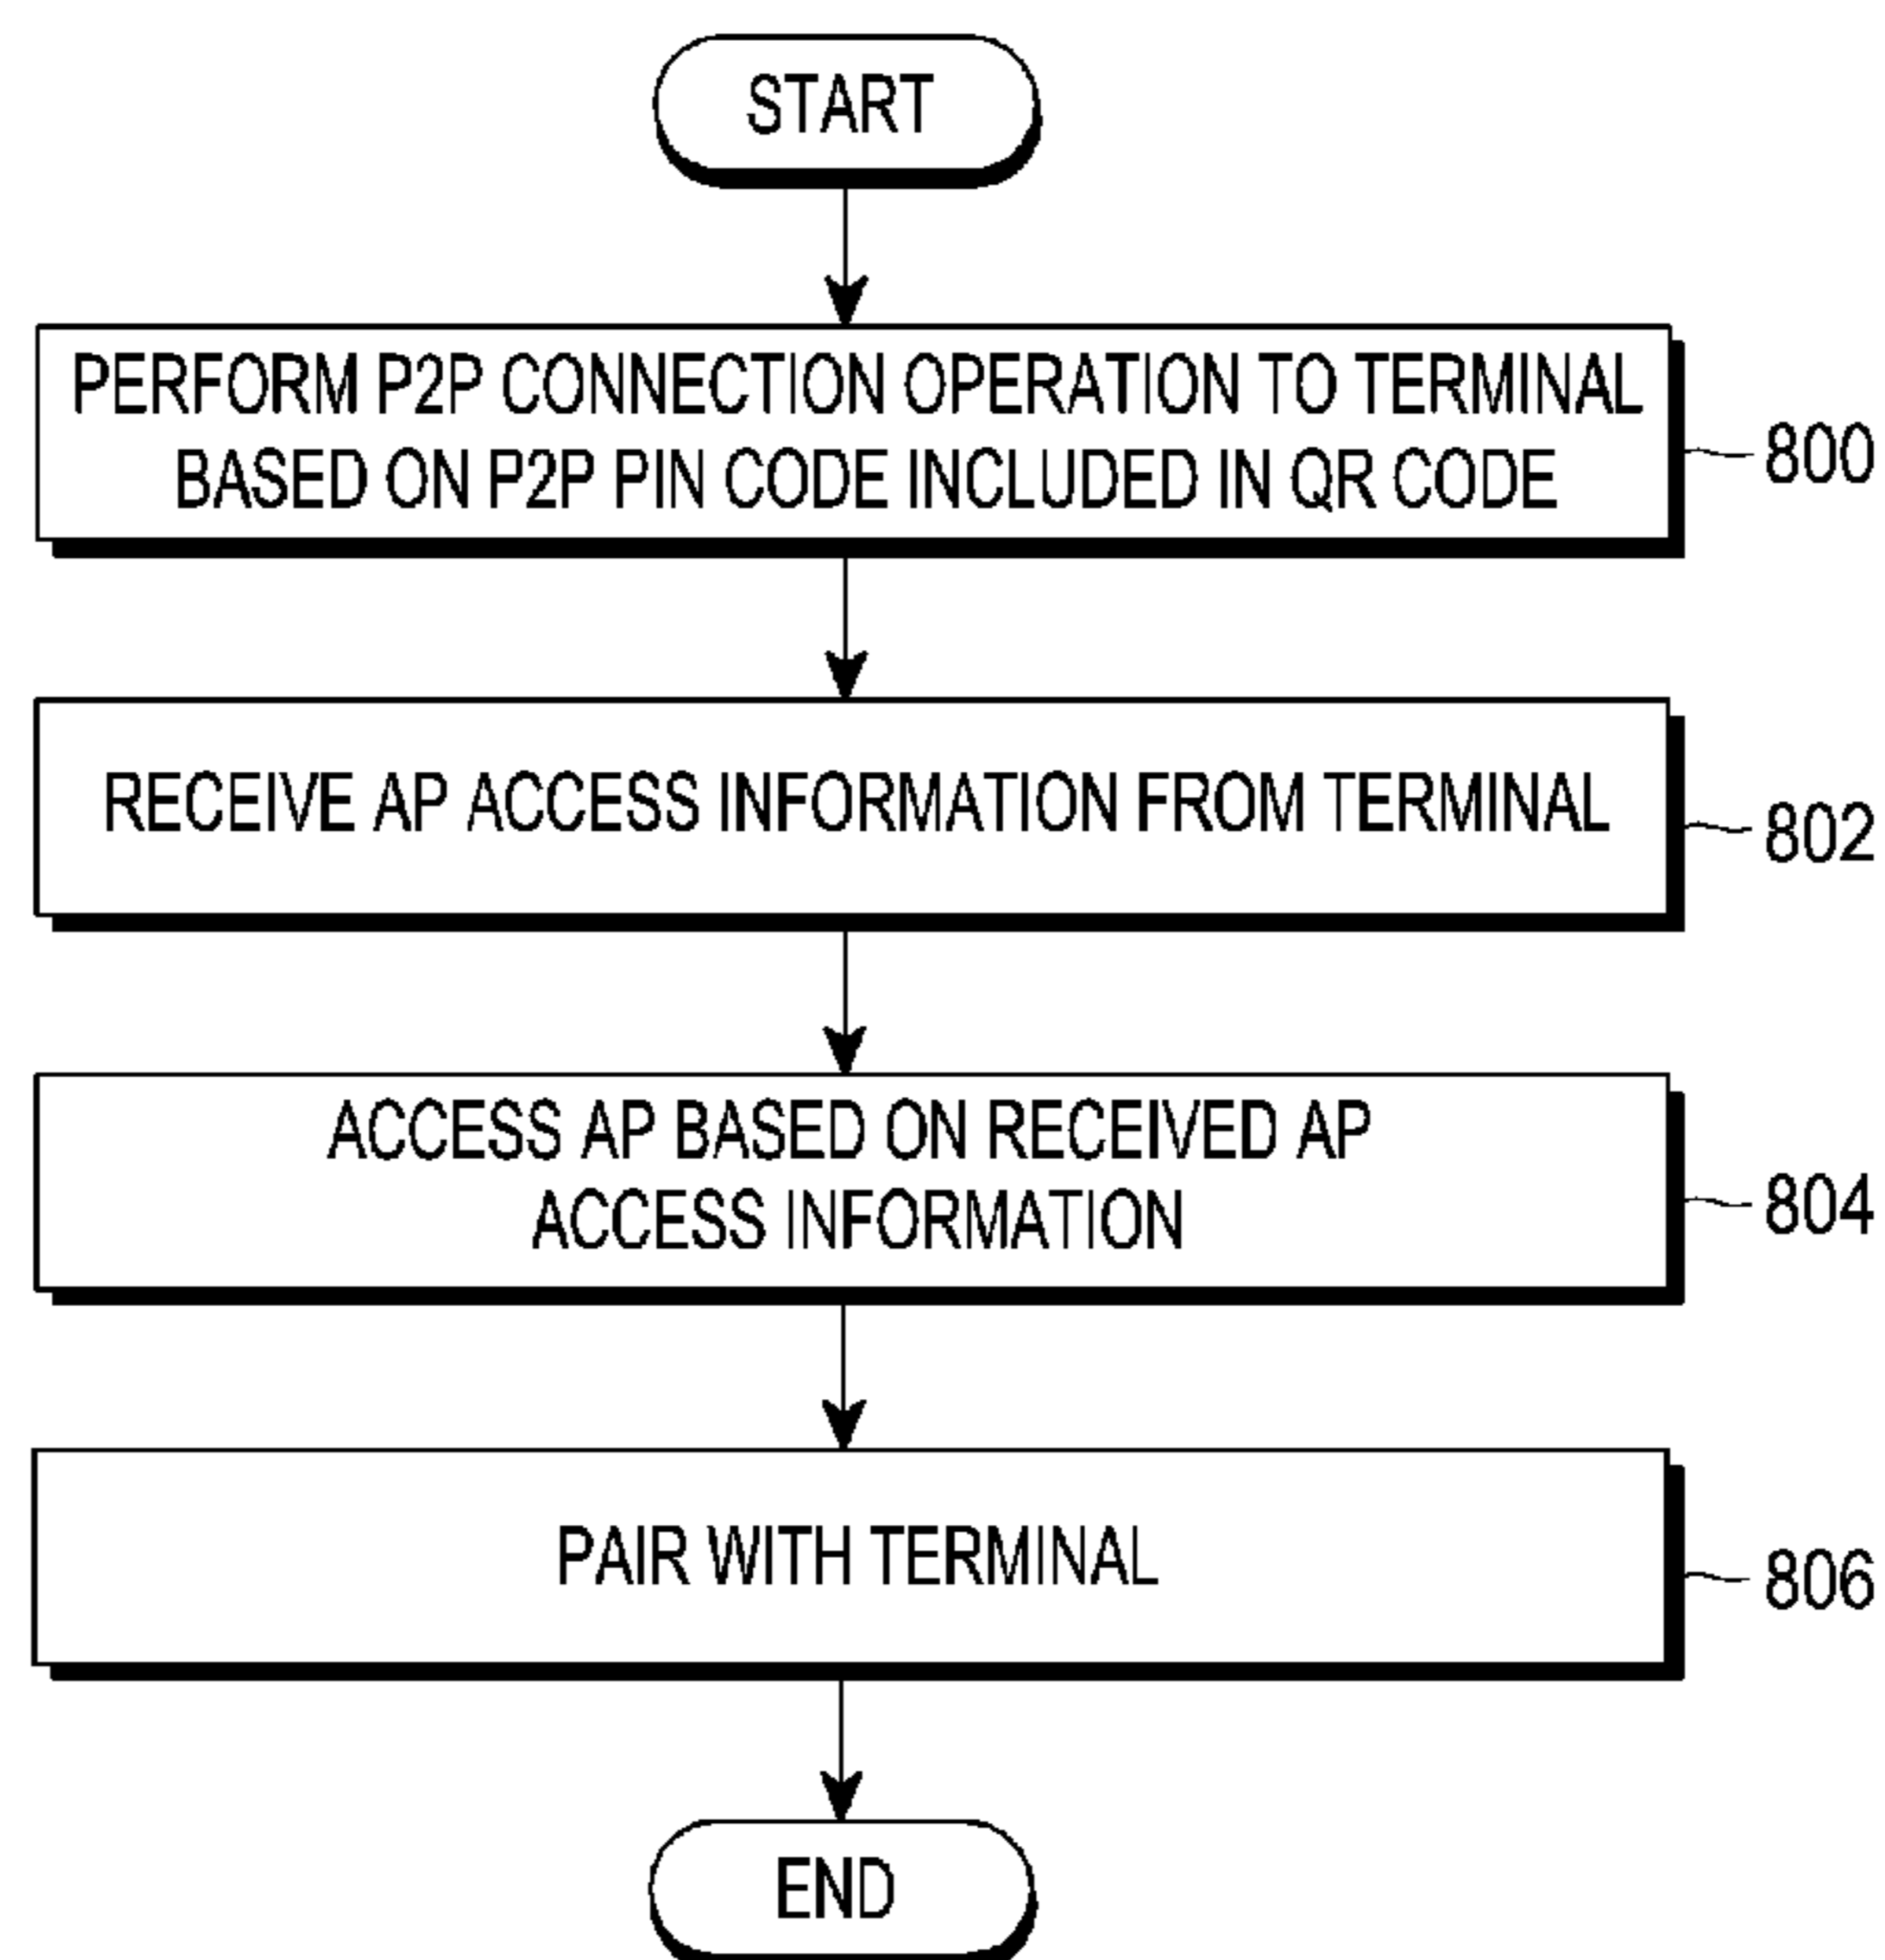 START
PERFORM P2P CONNECTION OPERATION TO TERMINAL
BASED ON P2P PIN CODE INCLUDED IN QR CODE
800
RECEIVE AP ACCESS INFORMATION FROM TERMINAL
802
ACCESS AP BASED ON RECEIVED AP
ACCESS INFORMATION
804
PAIR WITH TERMINAL
806
END